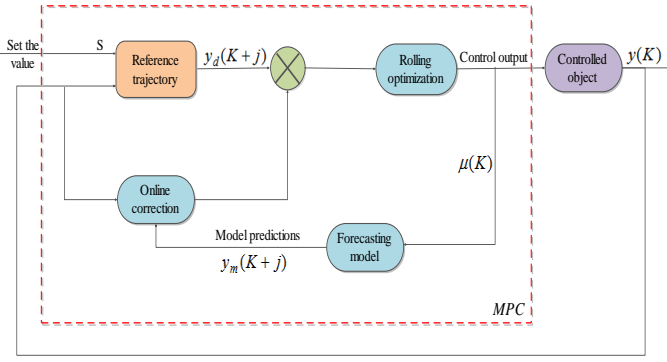 Set the
value
S
Reference
trajectory
y_d(K+j)
Rolling
optimization
Control output
Controlled
object
y(K)
μ(K)
Online
correction
Model predictions
y_m(K+j)
Forecasting
model
MPC